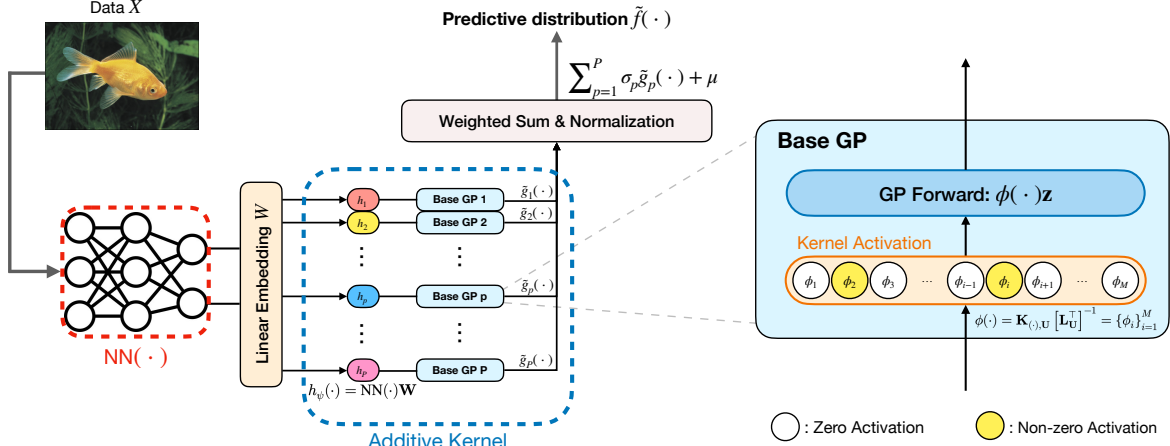 Data X
Predictive distribution f̃( · )
∑_{p=1}^{P} σ_p g̃_p( · ) + μ
Weighted Sum & Normalization
NN( · )
Linear Embedding W
h_1
Base GP 1
g̃_1( · )
h_2
Base GP 2
g̃_2( · )
⋮ ⋮
h_p
Base GP p
g̃_p( · )
⋮ ⋮
h_P
Base GP P
g̃_P( · )
h_ψ(·) = NN(·)W
Additive Kernel
Base GP
GP Forward: ϕ( · )z
Kernel Activation
ϕ_1 ϕ_2 ϕ_3 ... ϕ_{i−1} ϕ_i ϕ_{i+1} ... ϕ_M
ϕ(·) = K_{(·),U} [L_U^⊤]^{−1} = {ϕ_i}_{i=1}^{M}
: Zero Activation
: Non-zero Activation